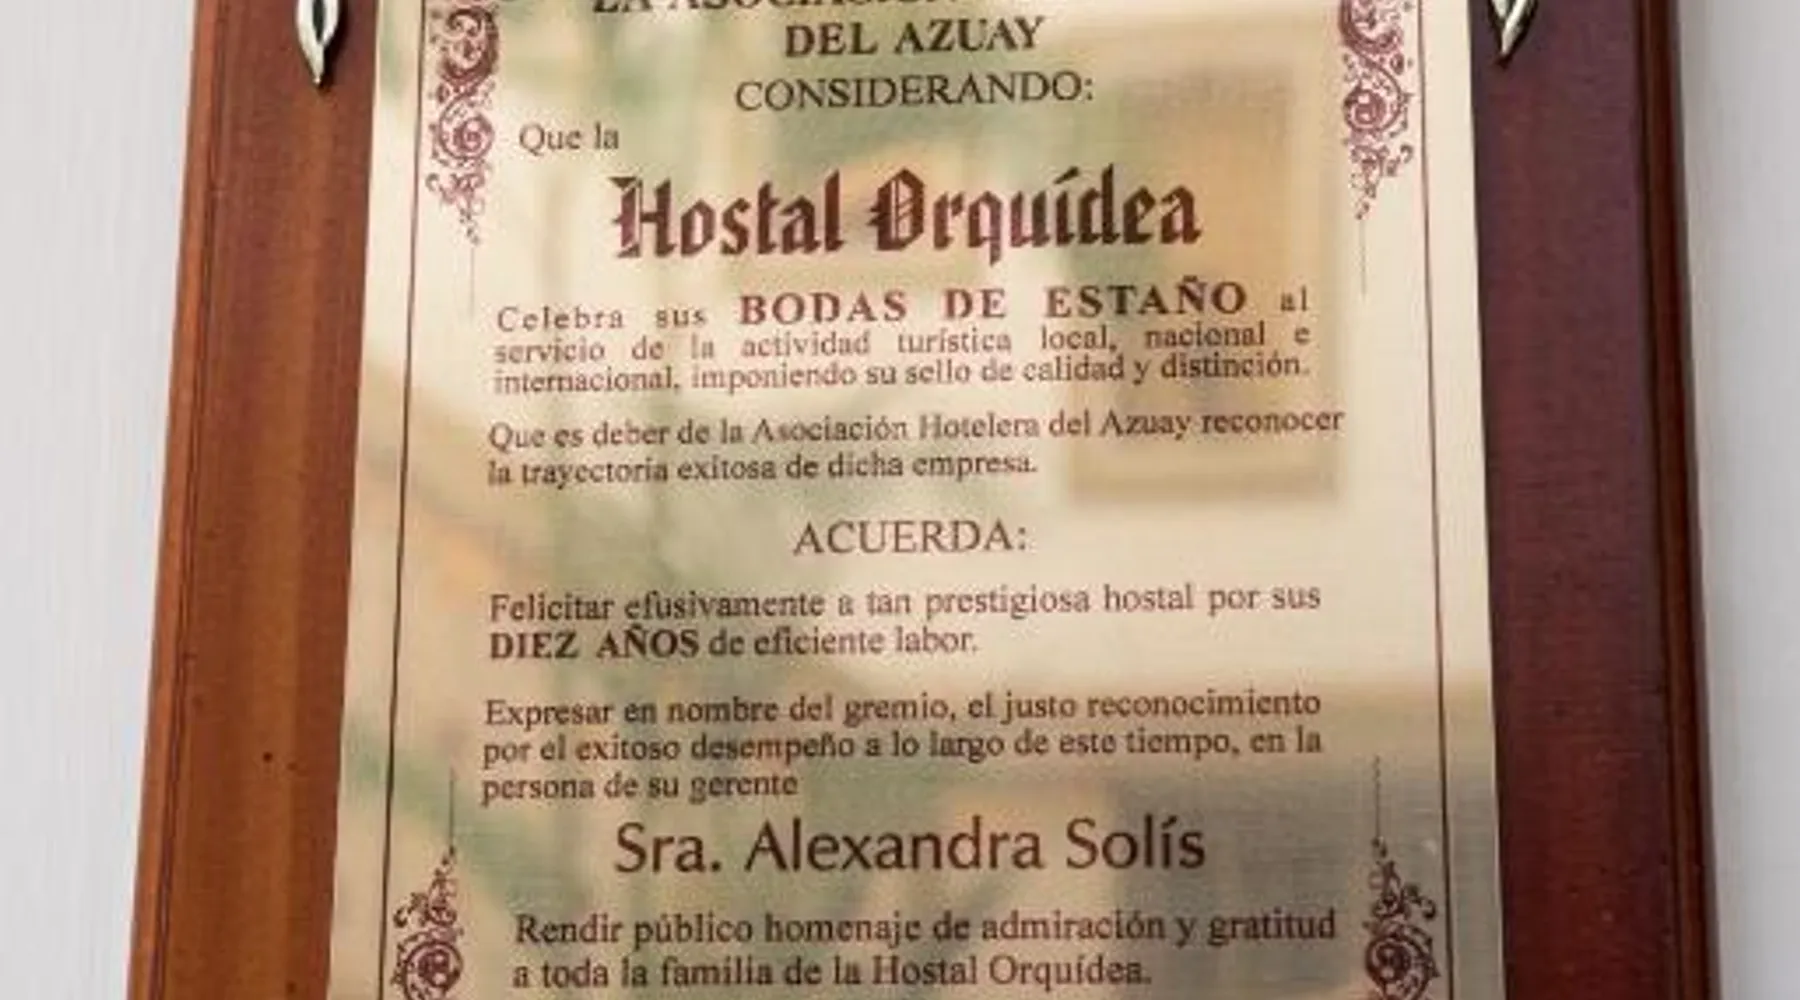 LA ASOCIACIÓN
DEL AZUAY
CONSIDERANDO:
Que la
Hostal Orquídea
Celebra sus BODAS DE ESTAÑO al
servicio de la actividad turística local, nacional e
internacional, imponiendo su sello de calidad y distinción.
Que es deber de la Asociación Hotelera del Azuay reconocer
la trayectoria exitosa de dicha empresa.
ACUERDA:
Felicitar efusivamente a tan prestigiosa hostal por sus
DIEZ AÑOS de eficiente labor.
Expresar en nombre del gremio, el justo reconocimiento
por el exitoso desempeño a lo largo de este tiempo, en la
persona de su gerente
Sra. Alexandra Solís
Rendir público homenaje de admiración y gratitud
a toda la familia de la Hostal Orquídea.